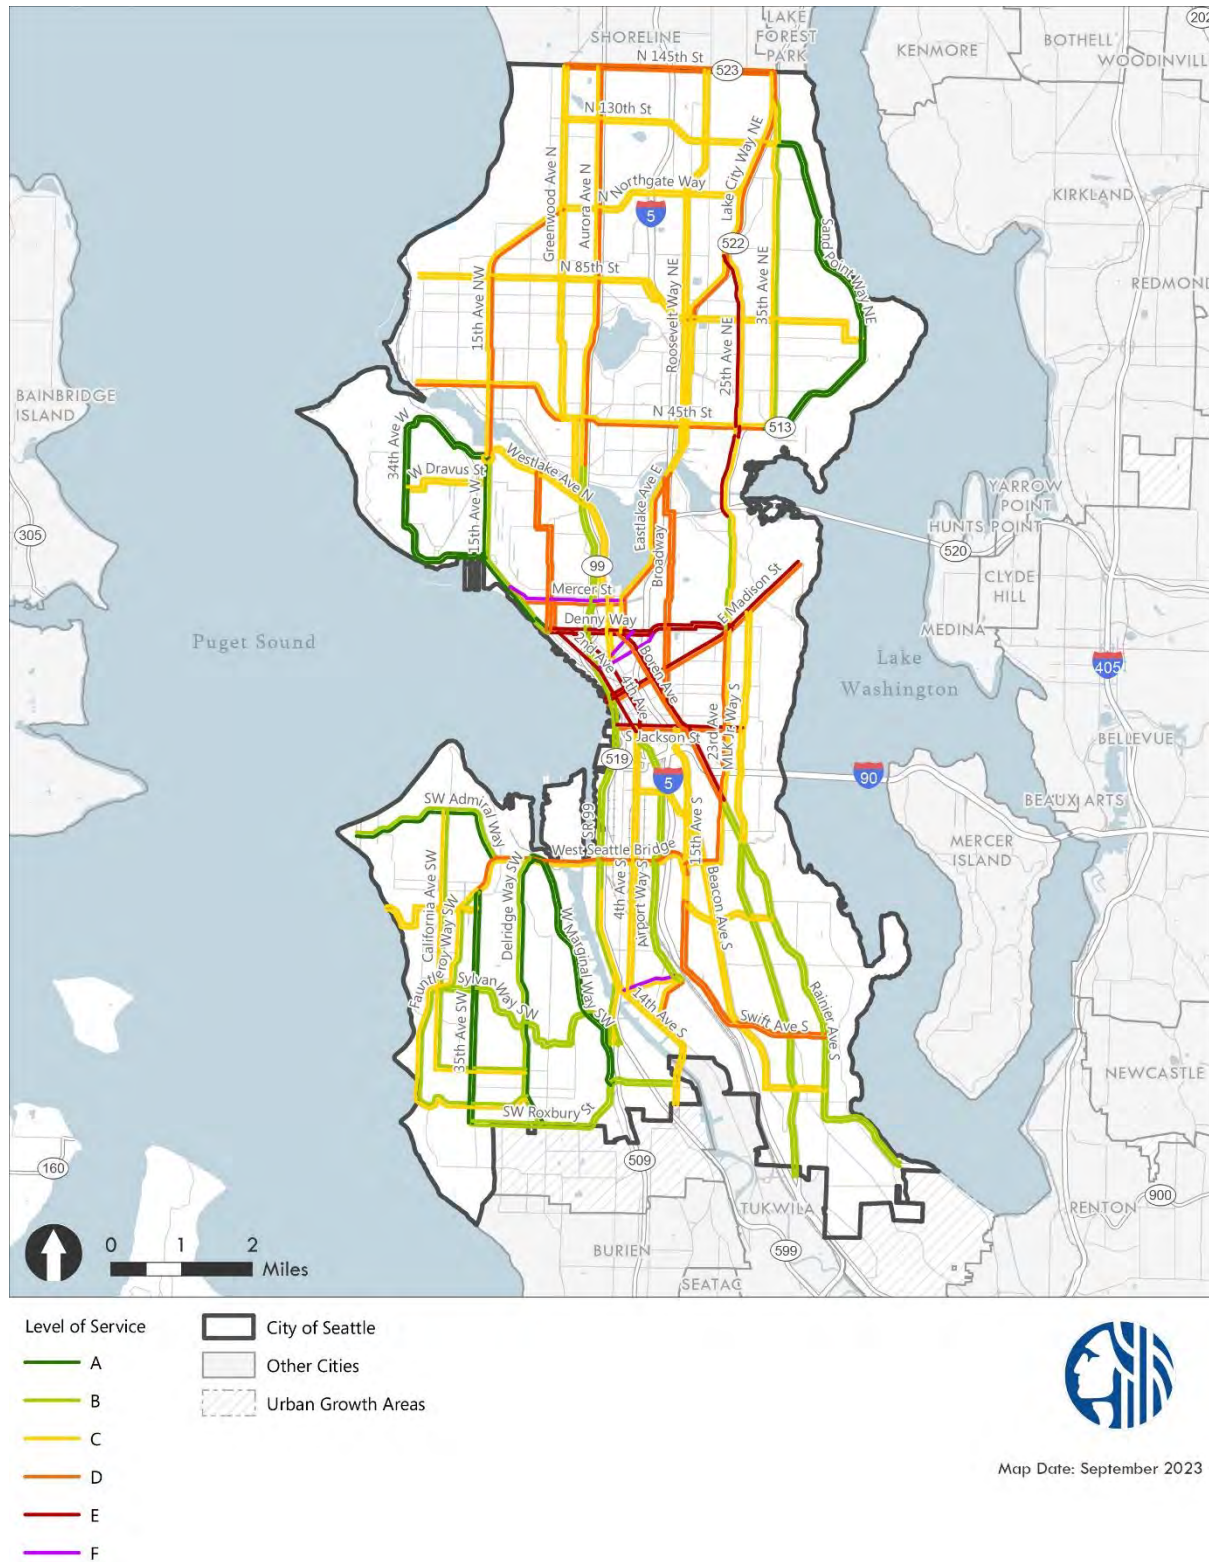 LAKE
FOREST
PARK
SHORELINE
202
BOTHELL
KENMORE
WOODINVILL
N 145th St
523
N 130th St
Greenwood Ave N
Aurora Ave N
N Northgate Way
Lake City Way NE
KIRKLAND
5
522
Sand Point Way NE
N 85th St
35th Ave NE
REDMOND
15th Ave NW
Roosevelt Way NE
25th Ave NE
BAINBRIDGE
ISLAND
N 45th St
513
34th Ave W
W Dravus St
Westlake Ave N
15th Ave W
Eastlake Ave E
Broadway
YARROW
POINT
HUNTS POINT
305
520
99
CLYDE
HILL
Mercer St
E Madison St
Denny Way
MEDINA
Puget Sound
2nd Ave
Boren Ave
4th Ave
Lake
Washington
405
23rd Ave
MLK Jr Way S
S Jackson St
BELLEVUE
519
5
90
SW Admiral Way
SR 99
BEAUX ARTS
15th Ave S
West Seattle Bridge
MERCER
ISLAND
California Ave SW
Fauntleroy Way SW
Delridge Way SW
W Marginal Way SW
4th Ave S
Airport Way S
Beacon Ave S
Sylvan Way SW
35th Ave SW
14th Ave S
Swift Ave S
Rainier Ave S
NEWCASTLE
SW Roxbury St
160
509
TUKWILA
RENTON
900
BURIEN
599
SEATAC
0 1 2
Miles
Level of Service
A
B
C
D
E
F
City of Seattle
Other Cities
Urban Growth Areas
Map Date: September 2023